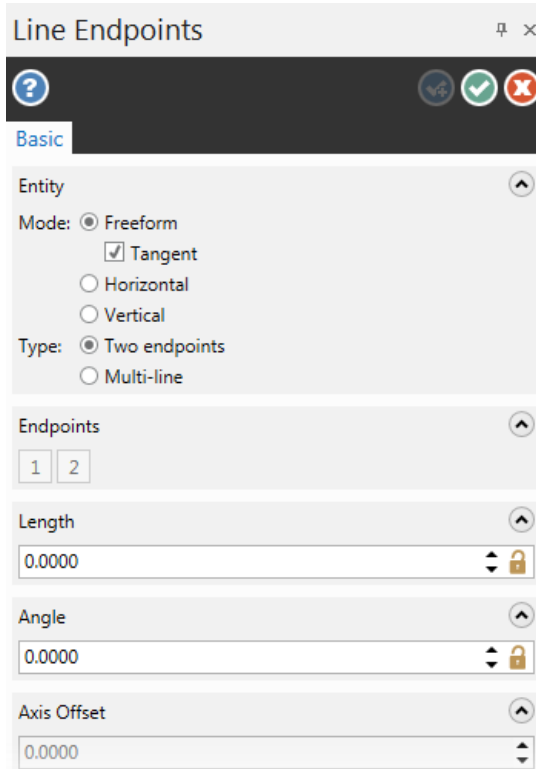 Line Endpoints
?
Basic
Entity
Mode: Freeform
Tangent
Horizontal
Vertical
Type: Two endpoints
Multi-line
Endpoints
1 2
Length
0.0000
Angle
0.0000
Axis Offset
0.0000